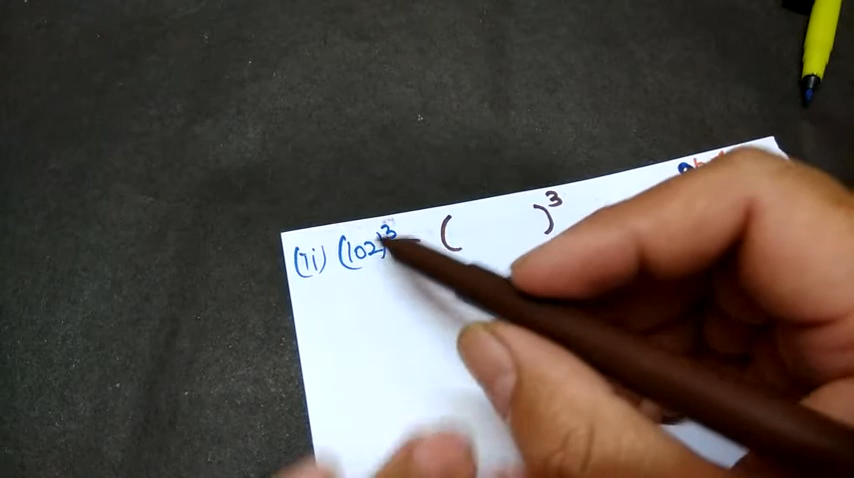 (ii) (102)³ (      )³